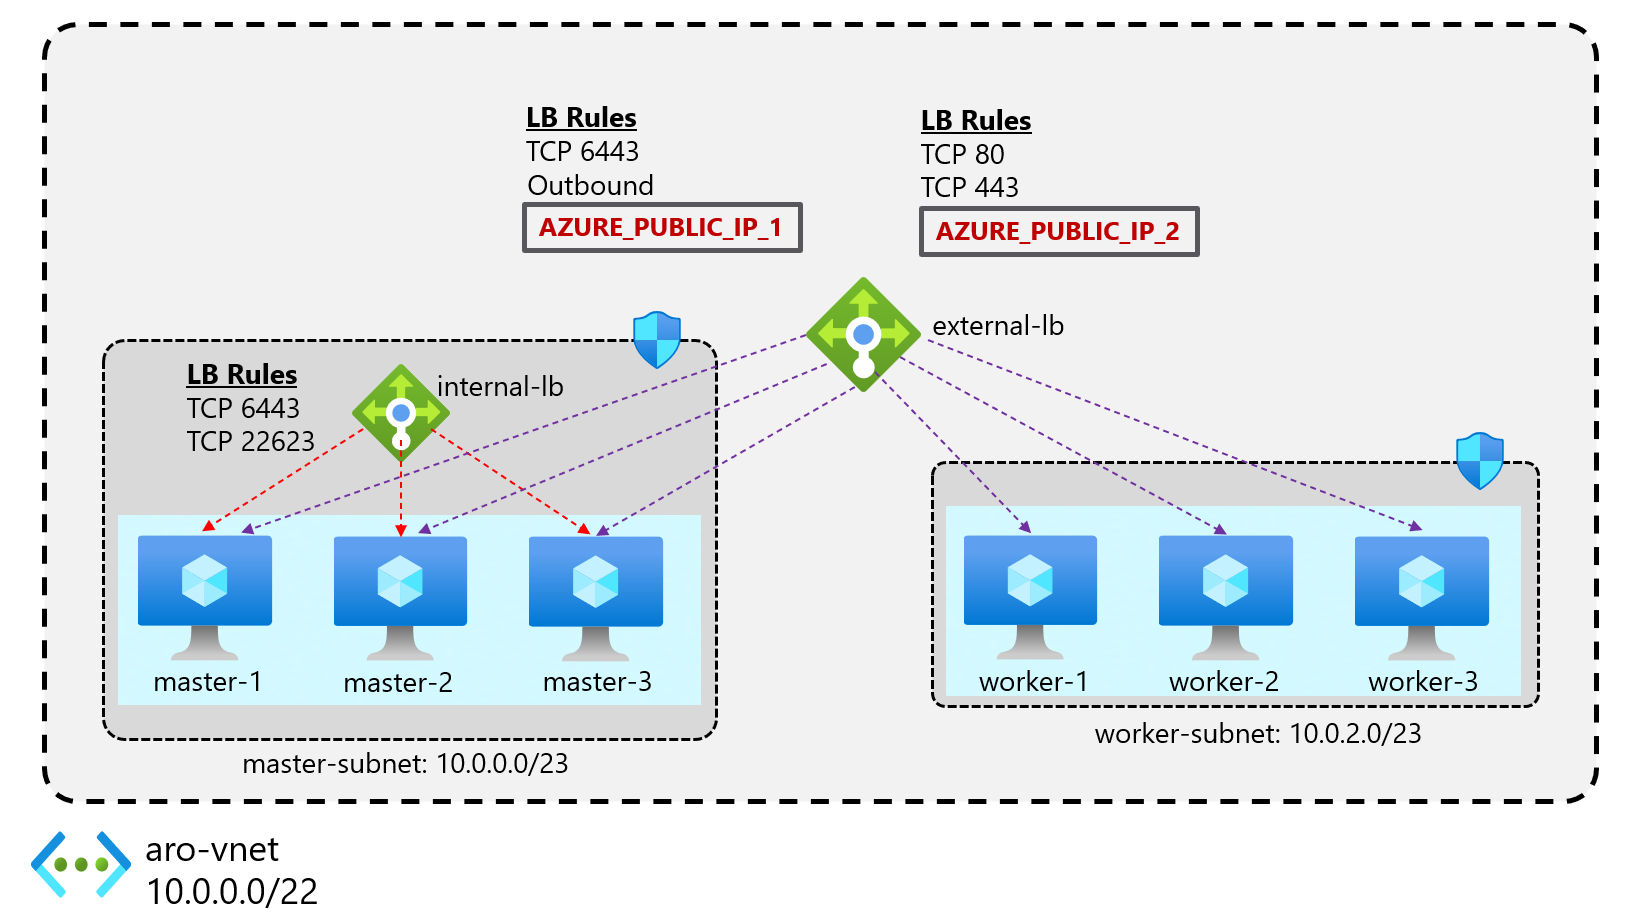 LB Rules
TCP 6443
Outbound
AZURE_PUBLIC_IP_1
LB Rules
TCP 80
TCP 443
AZURE_PUBLIC_IP_2
external-lb
LB Rules
TCP 6443
TCP 22623
internal-lb
master-1
master-2
master-3
master-subnet: 10.0.0.0/23
worker-1
worker-2
worker-3
worker-subnet: 10.0.2.0/23
aro-vnet
10.0.0.0/22